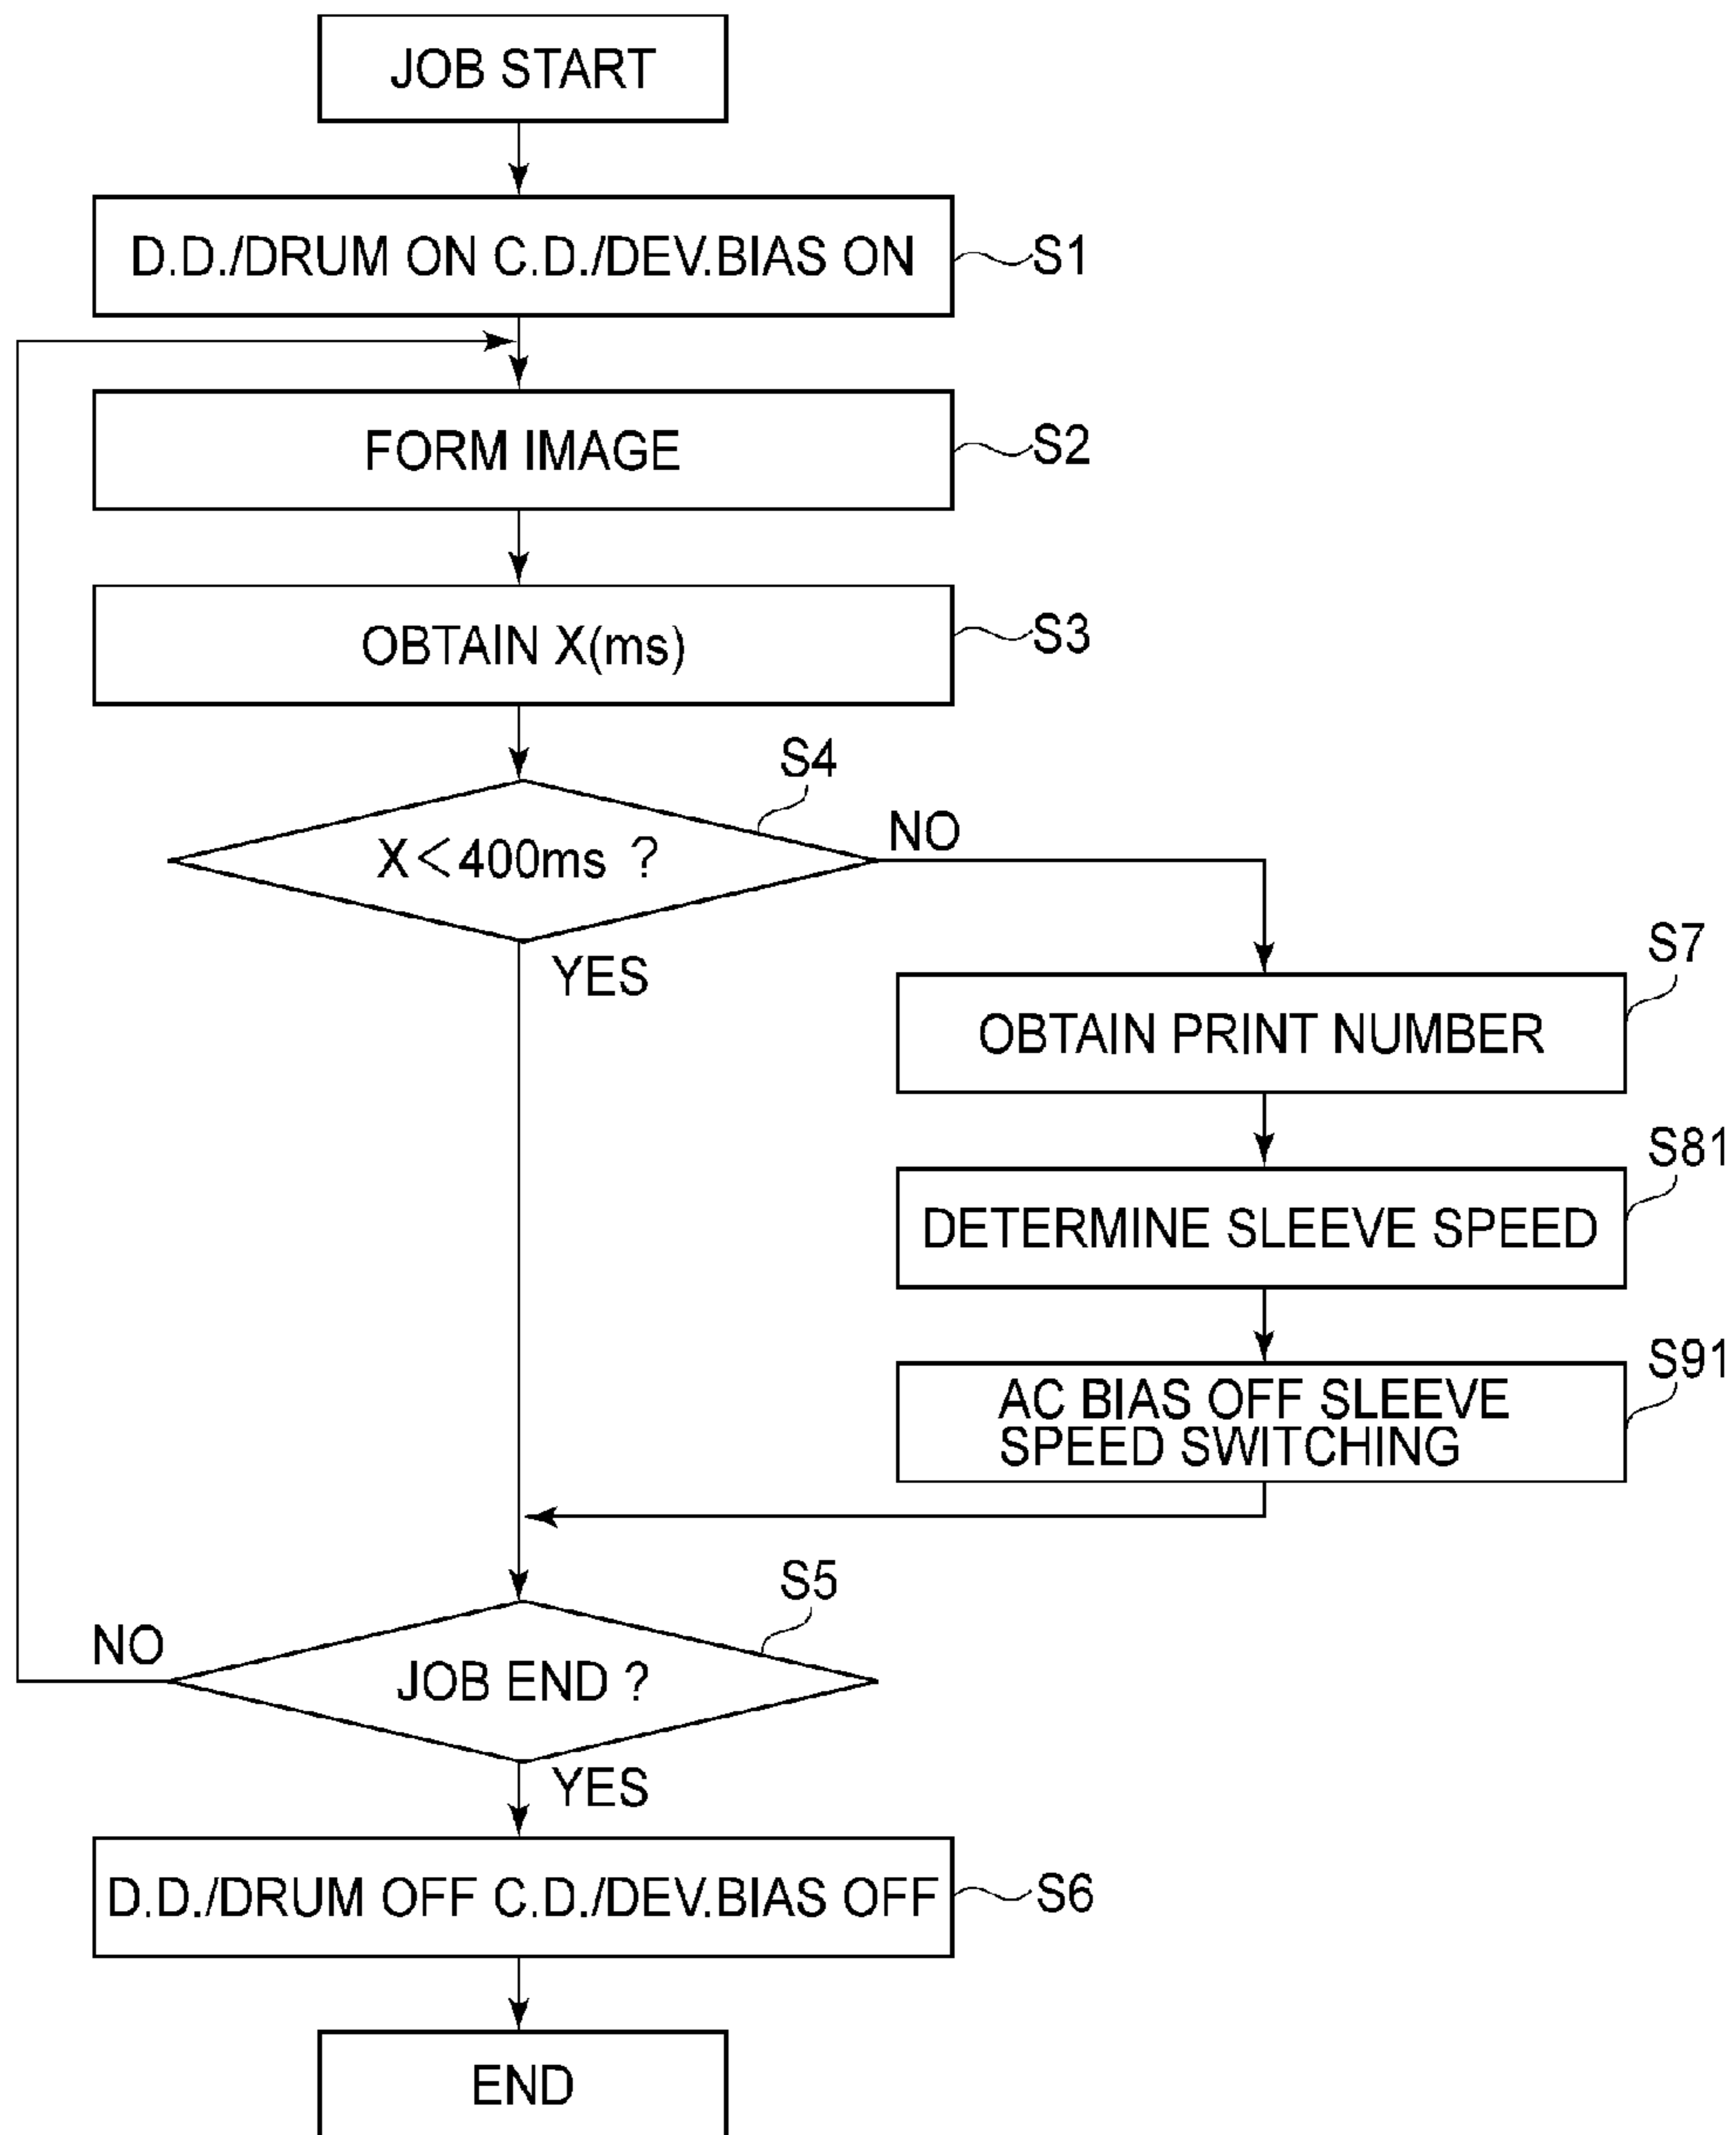 JOB START
D.D./DRUM ON C.D./DEV.BIAS ON
S1
FORM IMAGE
S2
OBTAIN X(ms)
S3
S4
X<400ms ?
NO
YES
S7
OBTAIN PRINT NUMBER
S81
DETERMINE SLEEVE SPEED
S91
AC BIAS OFF SLEEVE
SPEED SWITCHING
S5
NO
JOB END ?
YES
D.D./DRUM OFF C.D./DEV.BIAS OFF
S6
END